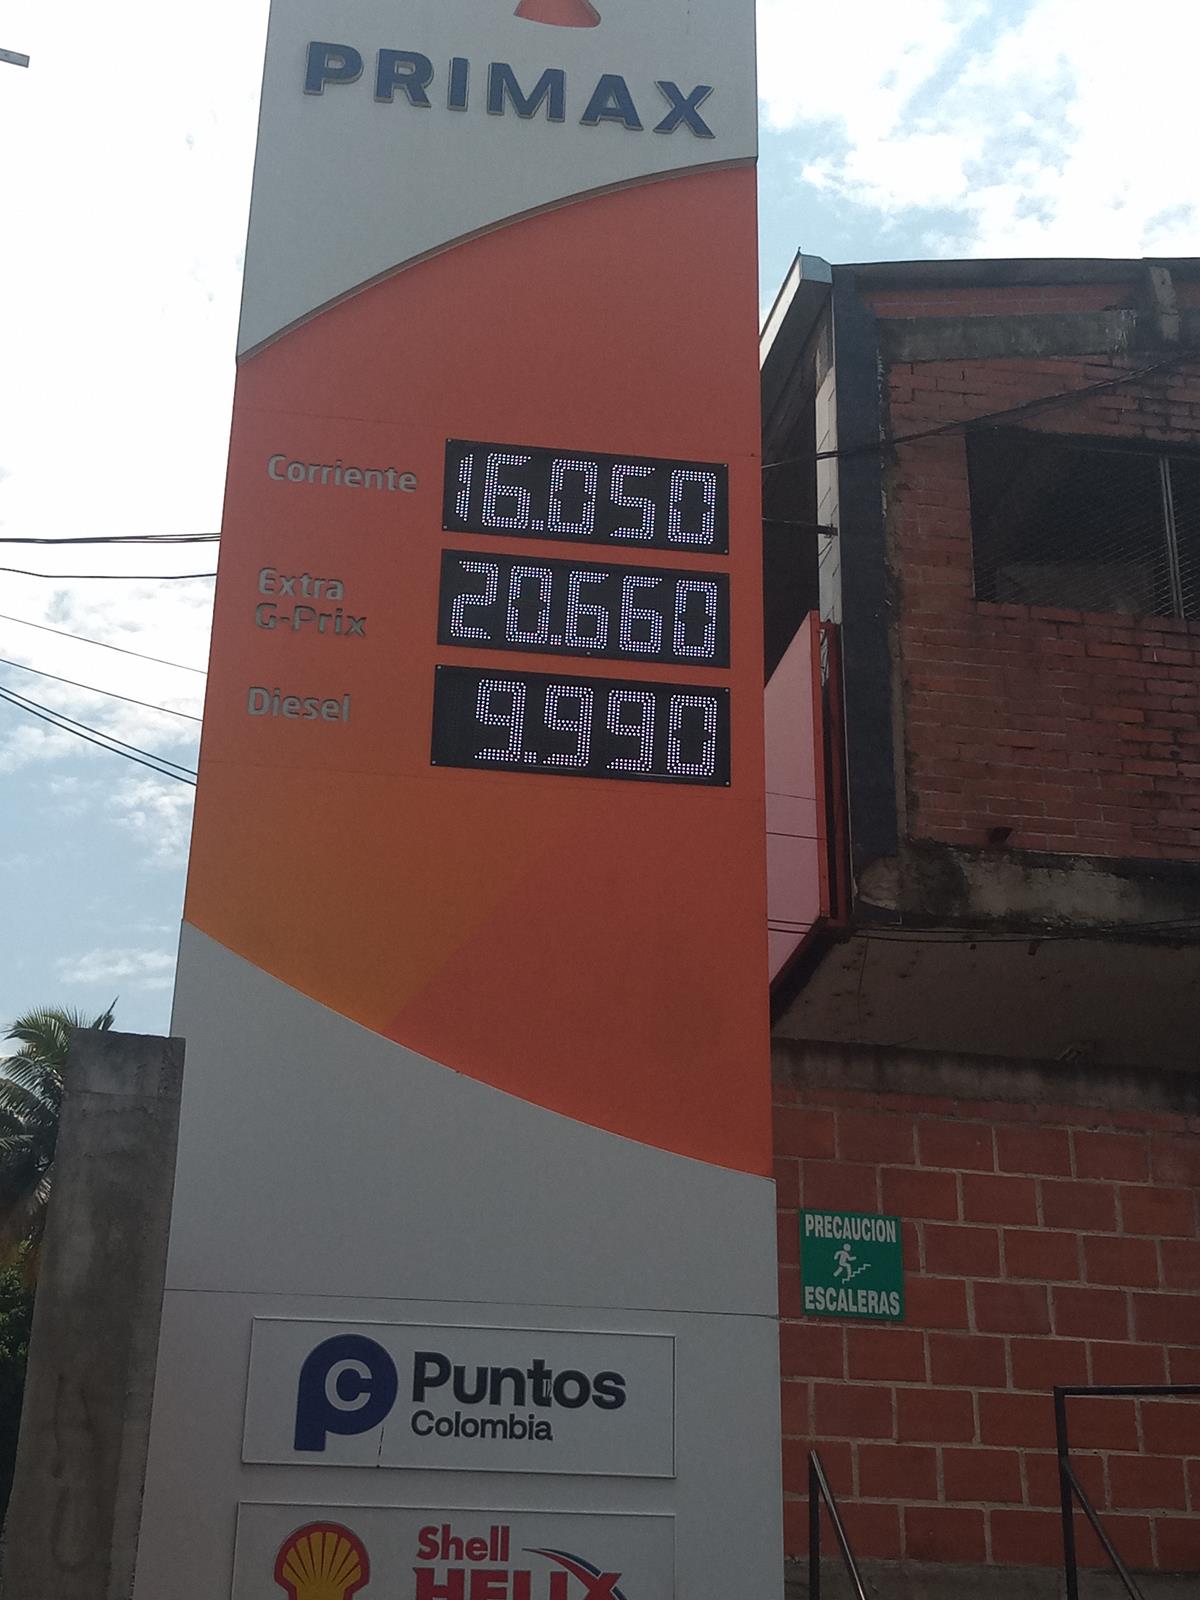 PRIMAX
Corriente 16.050
Extra
G-Prix 20.660
Diesel 9.990
PRECAUCION
ESCALERAS
Puntos
Colombia
Shell
HELIX